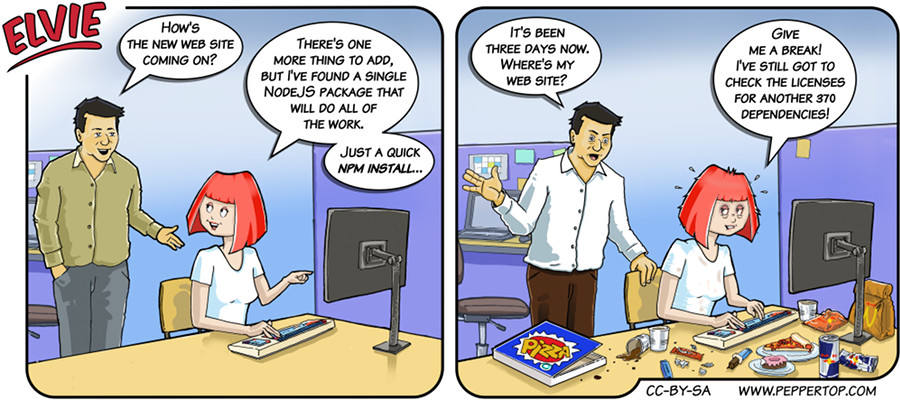 ELVIE
HOW'S
THE NEW WEB SITE
COMING ON?
THERE'S ONE
MORE THING TO ADD,
BUT I'VE FOUND A SINGLE
NODEJS PACKAGE THAT
WILL DO ALL OF
THE WORK.
JUST A QUICK
NPM INSTALL...
IT'S BEEN
THREE DAYS NOW.
WHERE'S MY
WEB SITE?
GIVE
ME A BREAK!
I'VE STILL GOT TO
CHECK THE LICENSES
FOR ANOTHER 370
DEPENDENCIES!
PIZZA
CC-BY-SA WWW.PEPPERTOP.COM